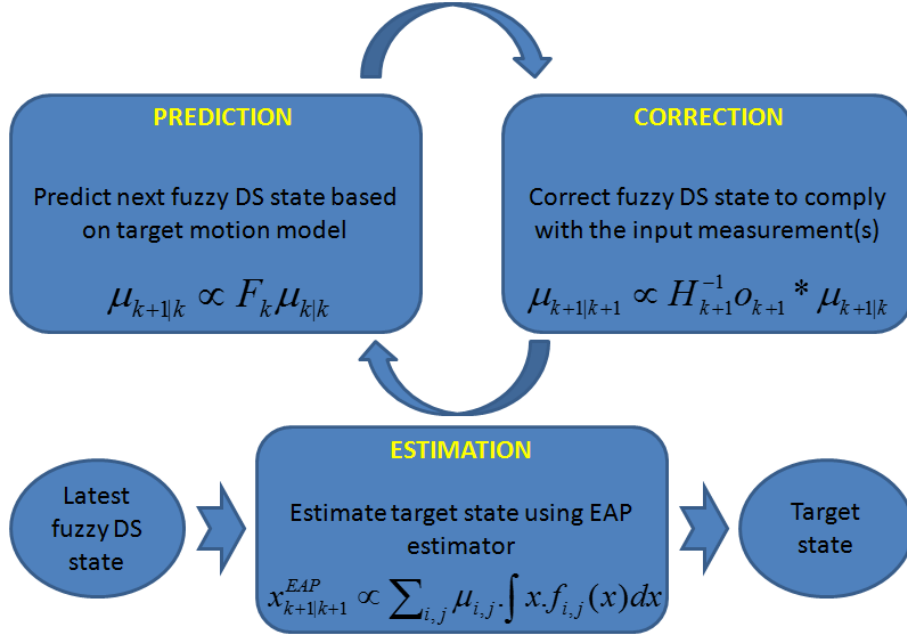 PREDICTION
Predict next fuzzy DS state based
on target motion model
μ_{k+1|k} ∝ F_k μ_{k|k}
CORRECTION
Correct fuzzy DS state to comply
with the input measurement(s)
μ_{k+1|k+1} ∝ H_{k+1}^{-1} o_{k+1} * μ_{k+1|k}
Latest
fuzzy DS
state
ESTIMATION
Estimate target state using EAP
estimator
x_{k+1|k+1}^{EAP} ∝ ∑_{i,j} μ_{i,j}.∫ x.f_{i,j}(x)dx
Target
state